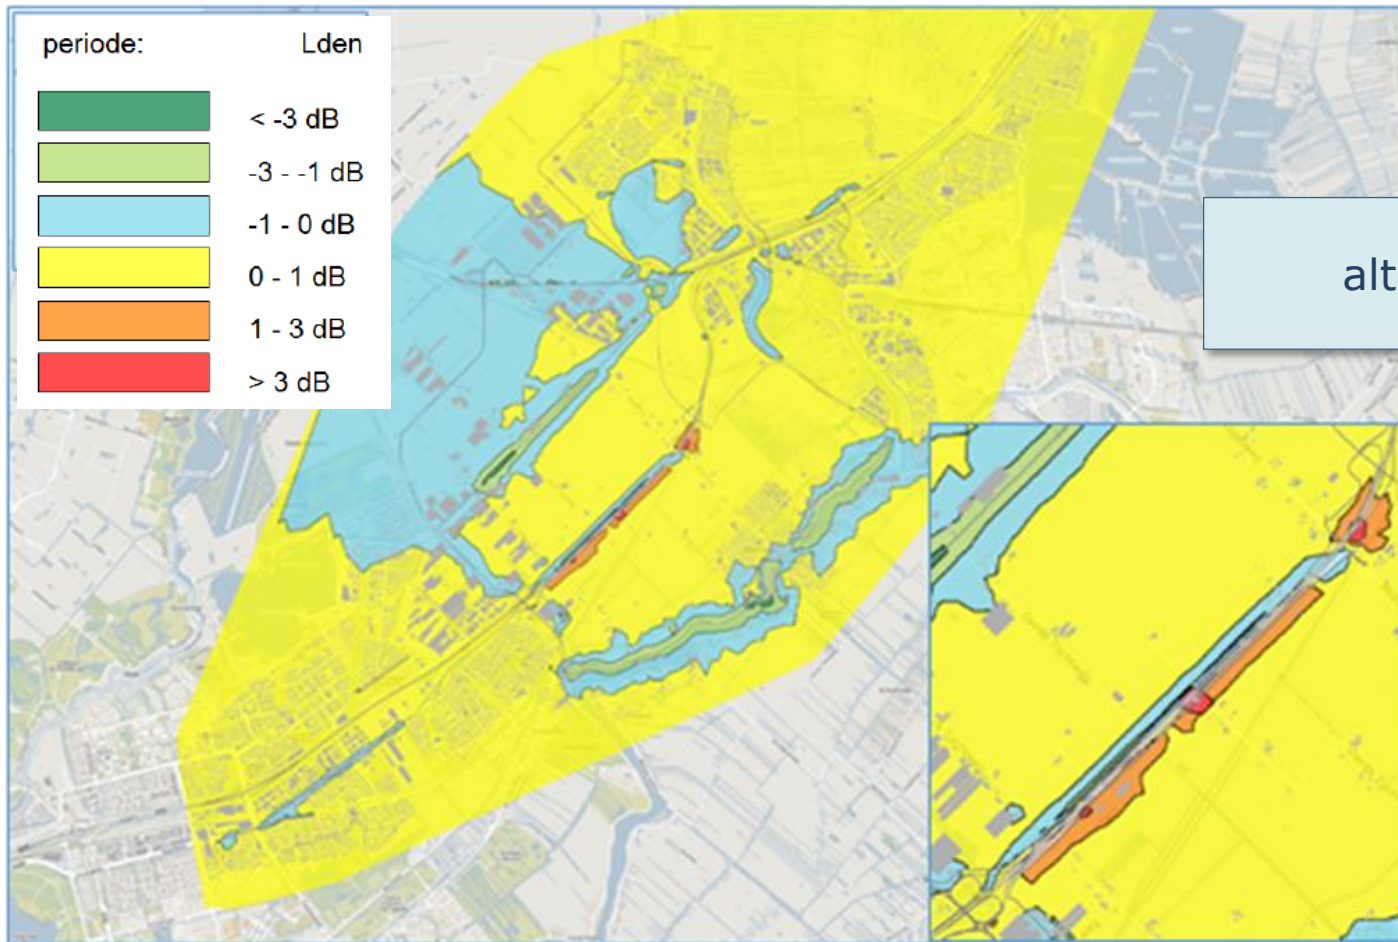 periode: Lden
< -3 dB
-3 - -1 dB
-1 - 0 dB
0 - 1 dB
1 - 3 dB
> 3 dB
alt